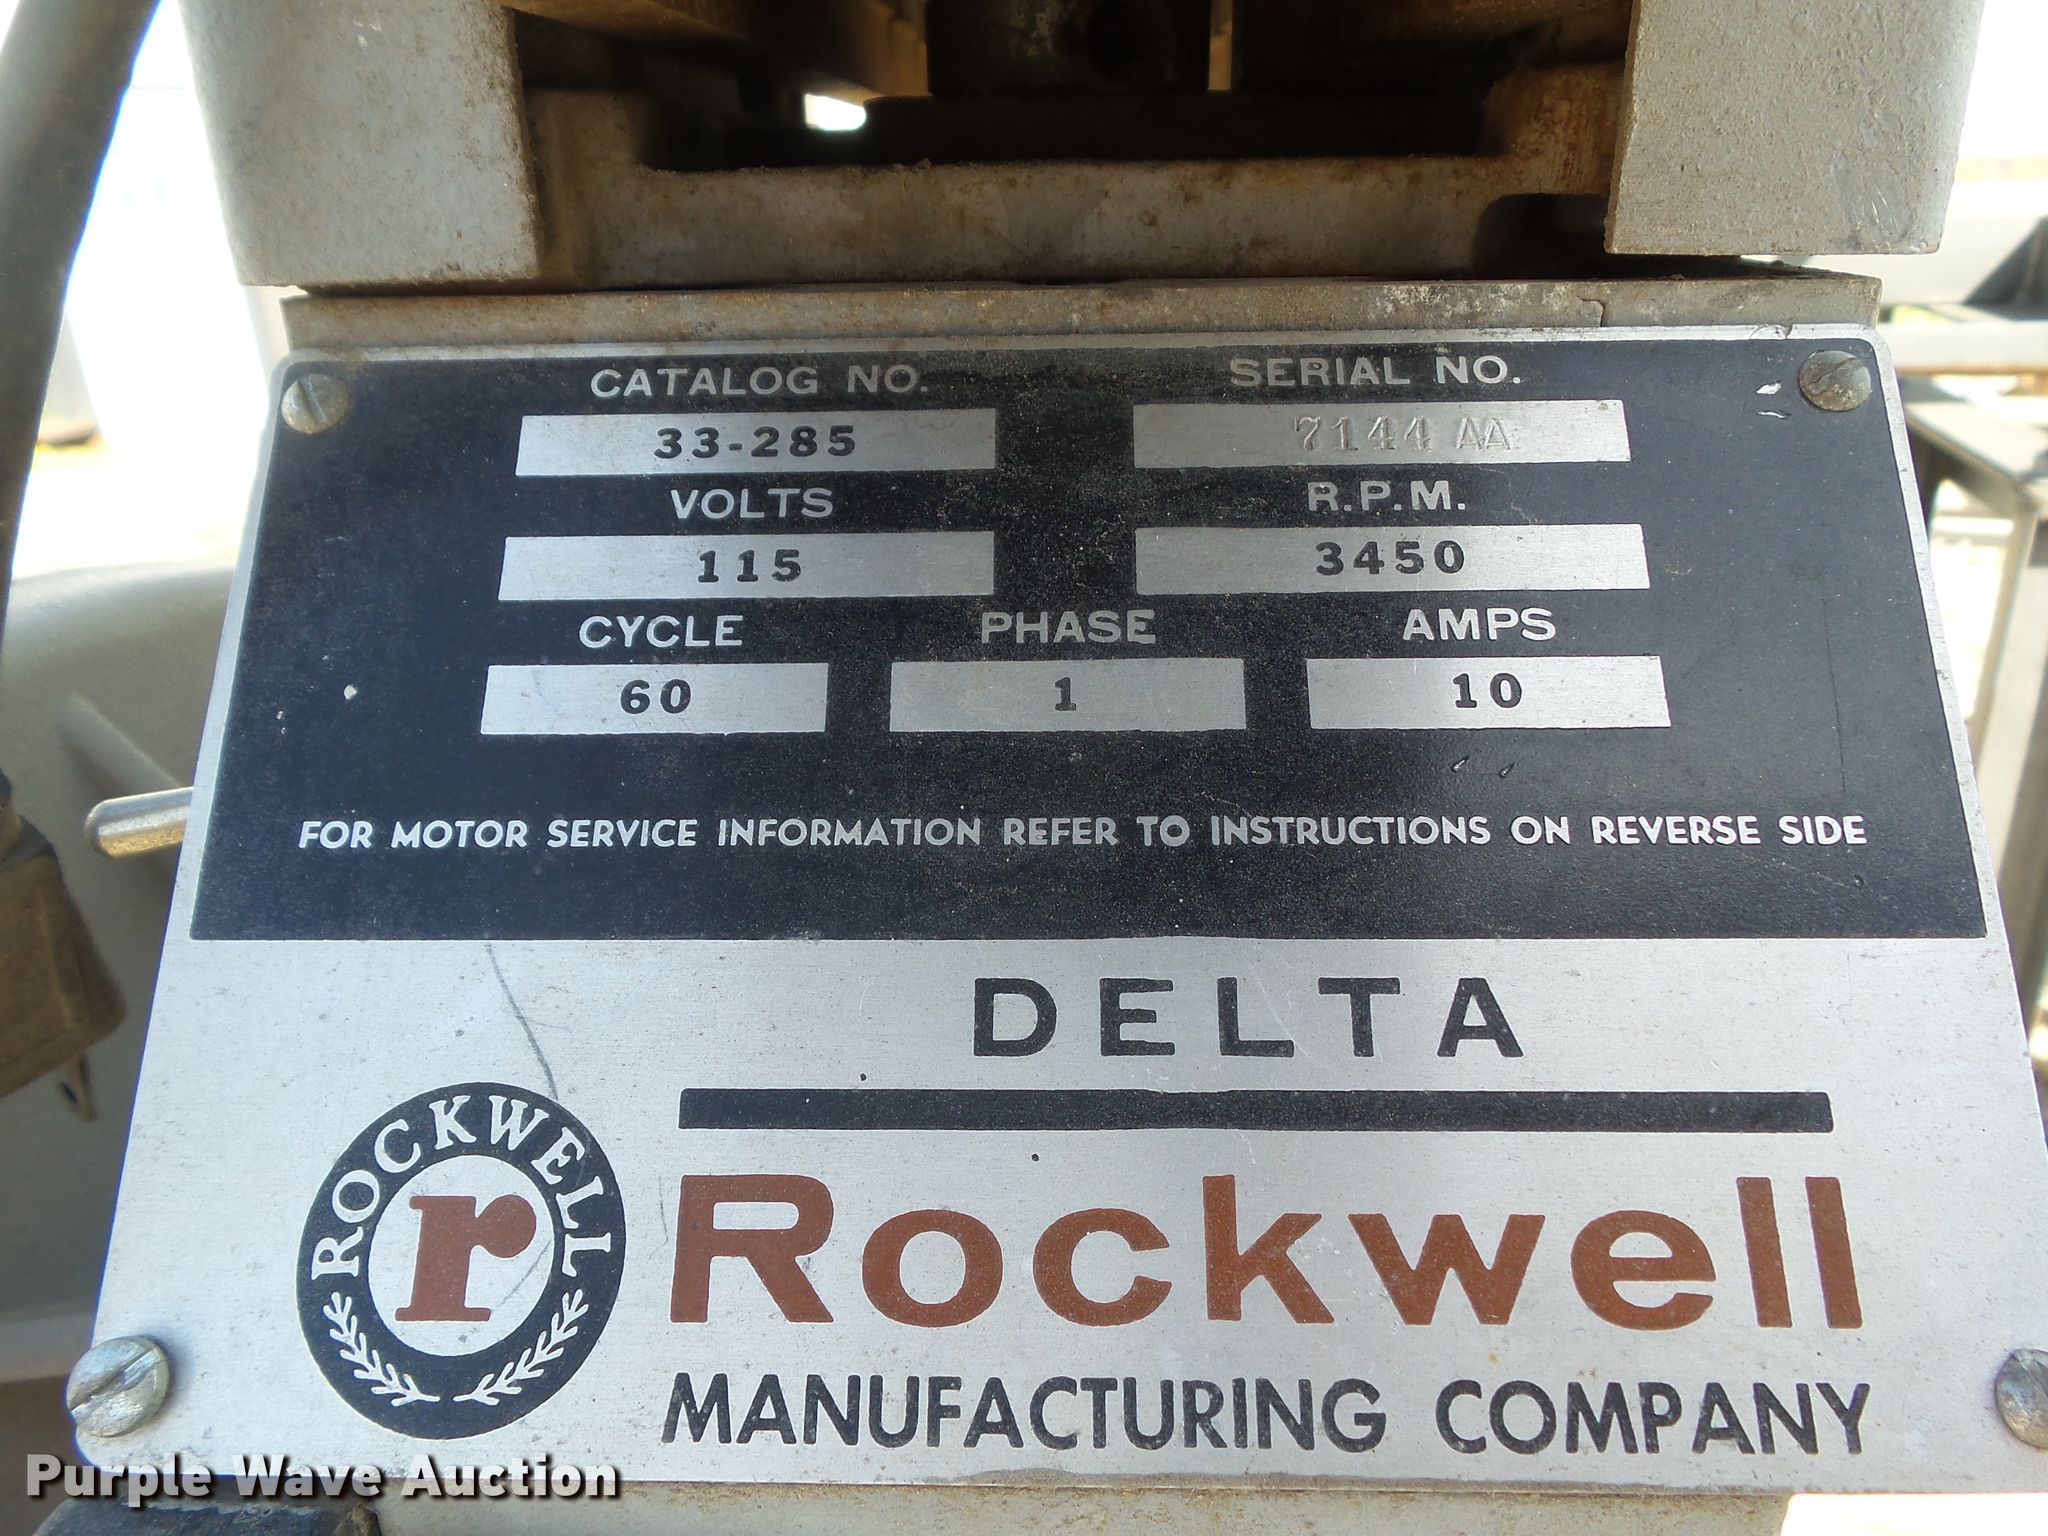 CATALOG NO. SERIAL NO.
33-285 7144 AA
VOLTS R.P.M.
115 3450
CYCLE PHASE AMPS
60 1 10
FOR MOTOR SERVICE INFORMATION REFER TO INSTRUCTIONS ON REVERSE SIDE
DELTA
ROCKWELL
r
Rockwell
MANUFACTURING COMPANY
Purple Wave Auction